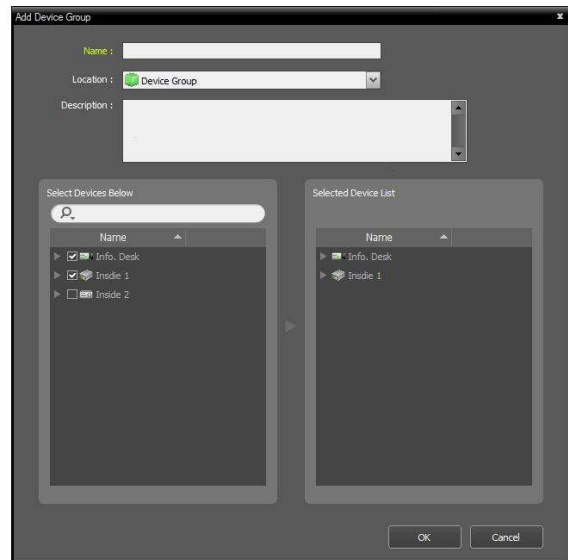 Add Device Group
x
Name :
Location : Device Group
Description :
Select Devices Below
Name
Info. Desk
Insdie 1
Inside 2
Selected Device List
Name
Info. Desk
Insdie 1
OK Cancel